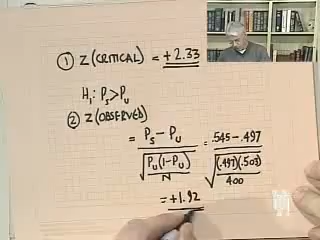 ① Z (CRITICAL) = +2.33
H₁: Pₛ > Pᵤ
② Z (OBSERVED)
= (Pₛ − Pᵤ) / √(Pᵤ(1−Pᵤ) / N) = (.545 − .497) / √((.497)(.503) / 400)
= +1.92